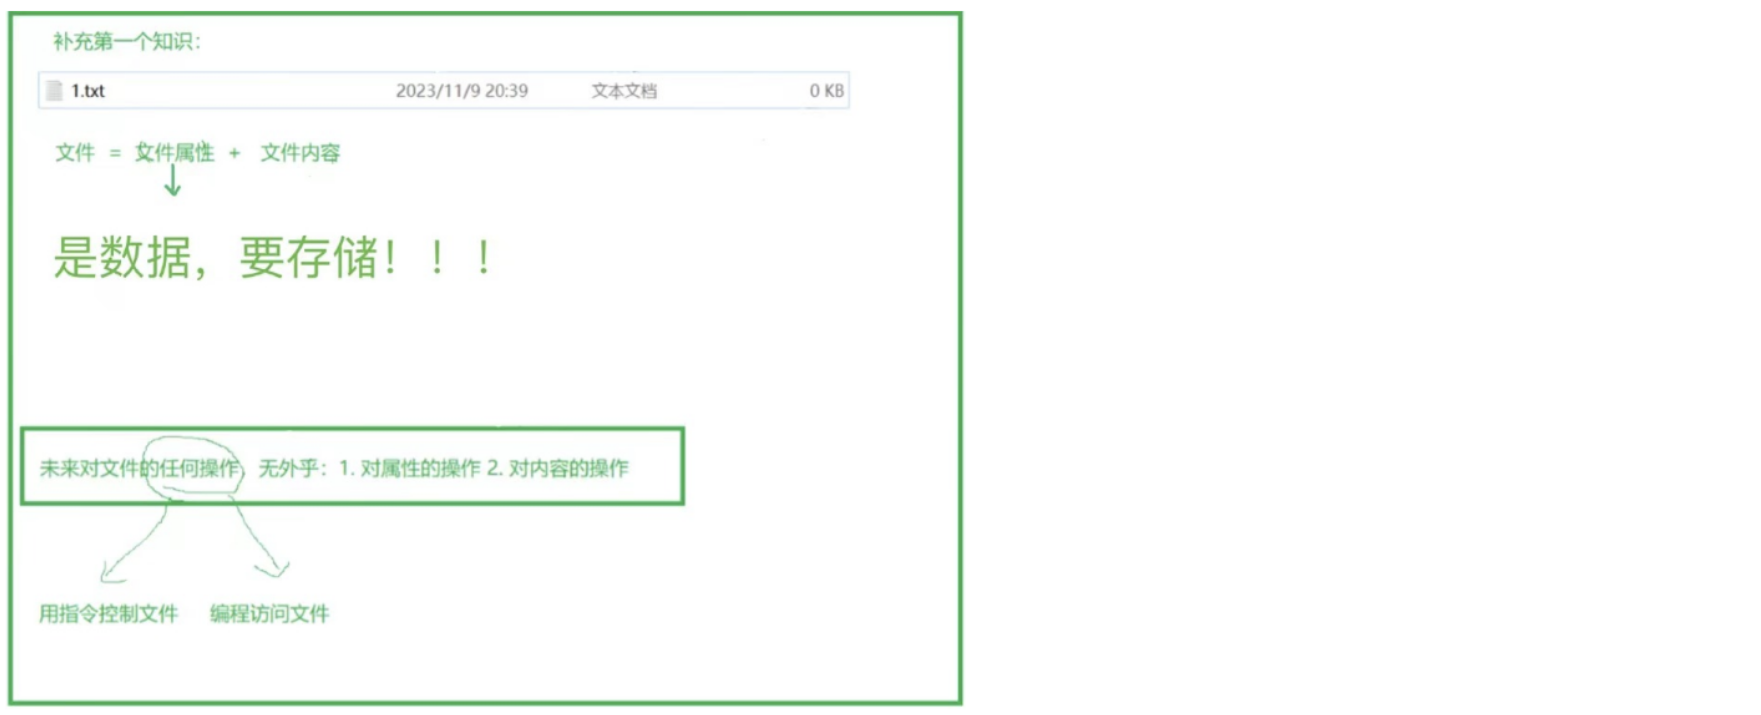 补充第一个知识：
1.txt 2023/11/9 20:39 文本文档 0 KB
文件 = 文件属性 + 文件内容
是数据，要存储！！！
未来对文件的任何操作，无外乎：1. 对属性的操作 2. 对内容的操作
用指令控制文件 编程访问文件